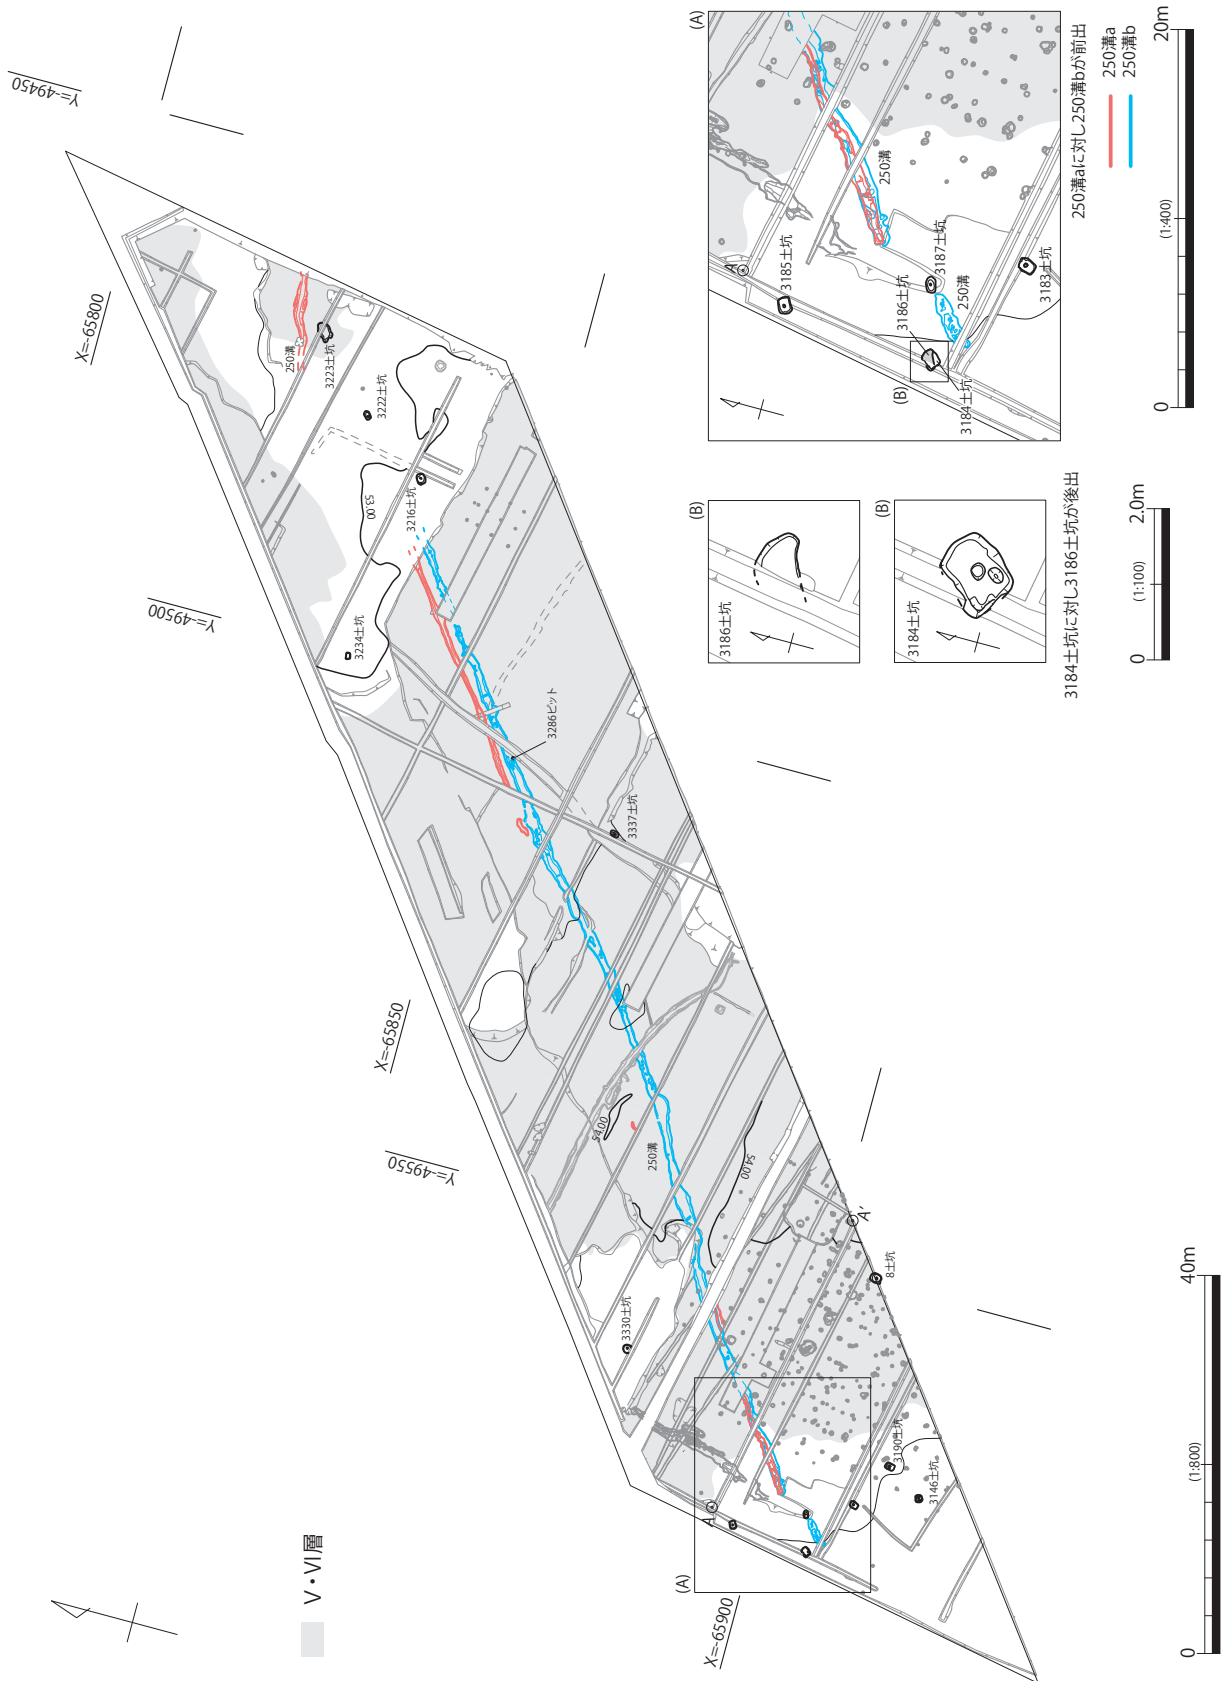 Y=-49450
X=-65800
250溝
3223土坑
3222土坑
53.00
3216土坑
Y=-49500
3234土坑
3286ピット
3337土坑
X=-65850
Y=-49550
54.00
250溝
54.00
A'
8土坑
3330土坑
3190土坑
3146土坑
A
(A)
X=-65900
V・VI層
0
(1:800)
40m
(A)
A
3185土坑
250溝
3187土坑
3186土坑
250溝
3183土坑
(B)
3184土坑
250溝aに対し250溝bが前出
250溝a
250溝b
0
(1:400)
20m
(B)
3186土坑
(B)
3184土坑
3184土坑に対し3186土坑が後出
0
(1:100)
2.0m